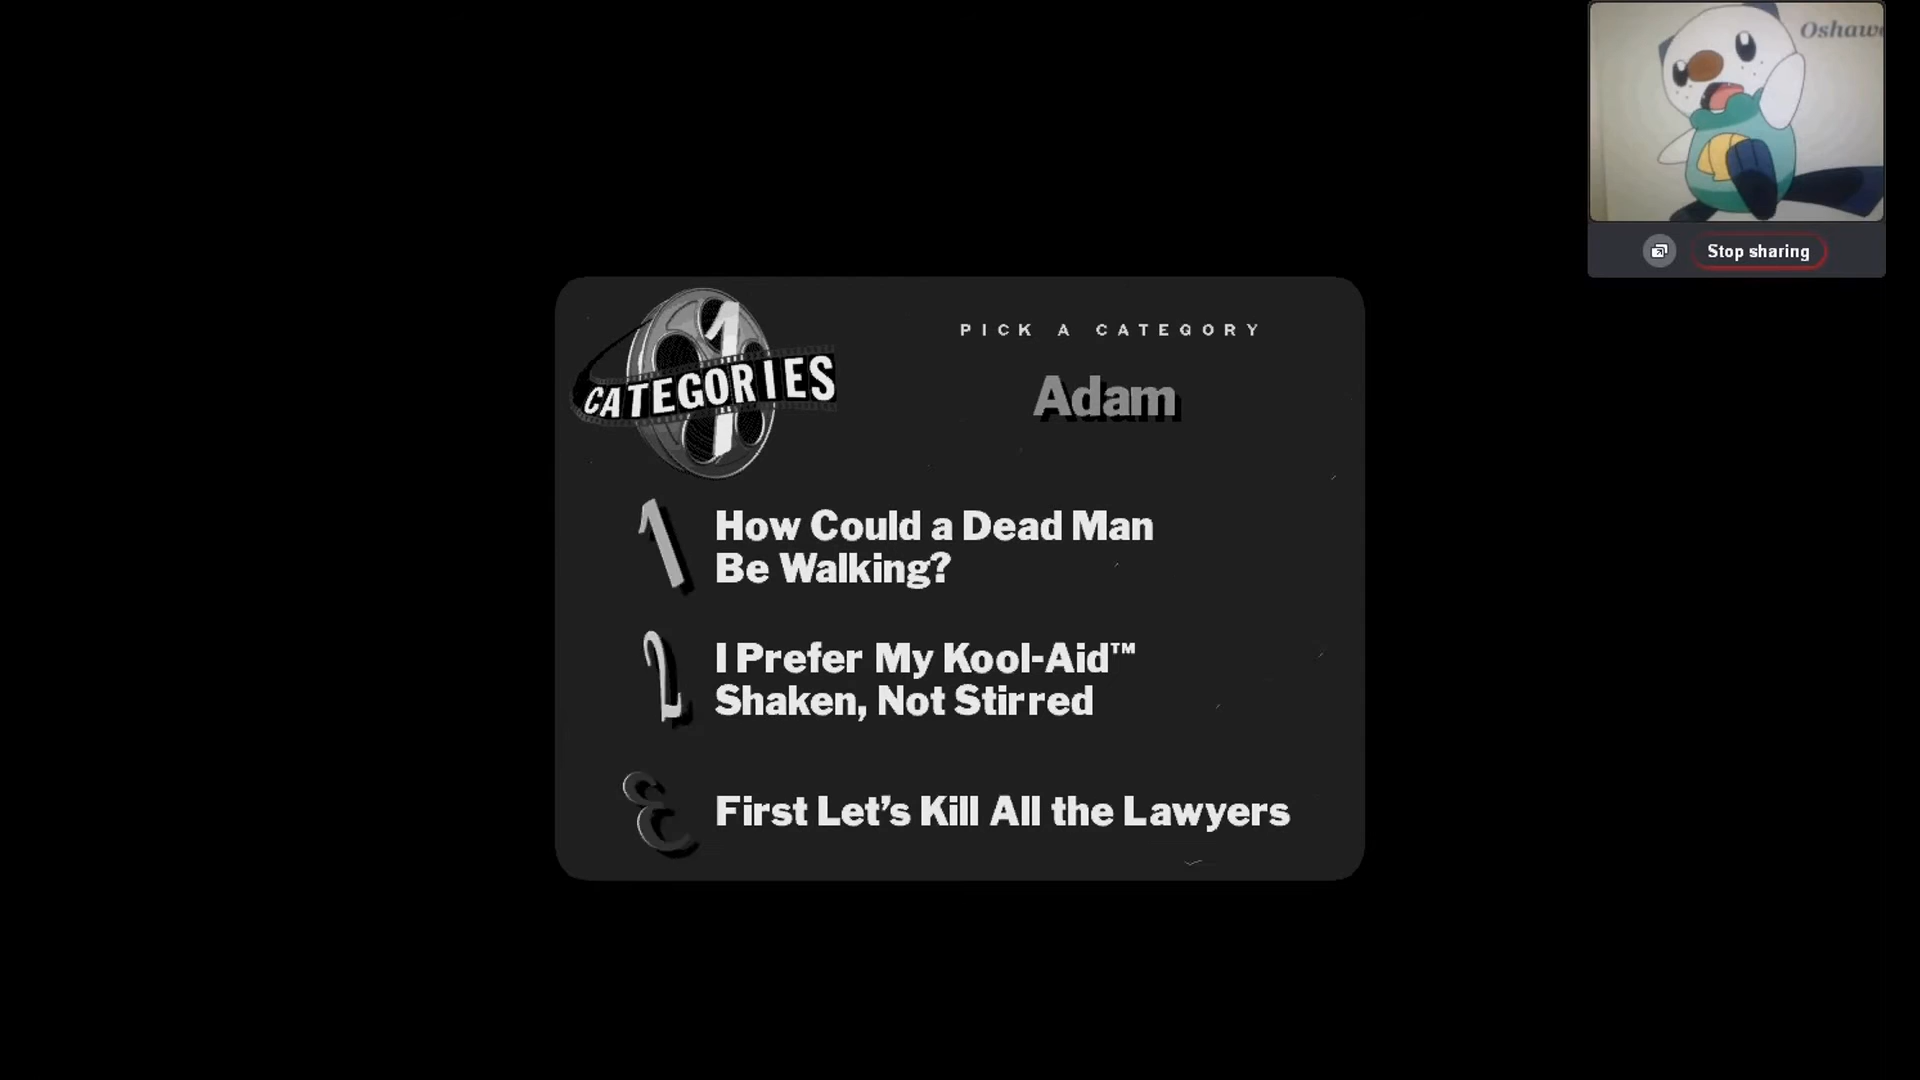 Oshaw
Stop sharing
1
CATEGORIES
PICK A CATEGORY
Adam
1
How Could a Dead Man
Be Walking?
2
I Prefer My Kool-Aid™
Shaken, Not Stirred
3
First Let's Kill All the Lawyers